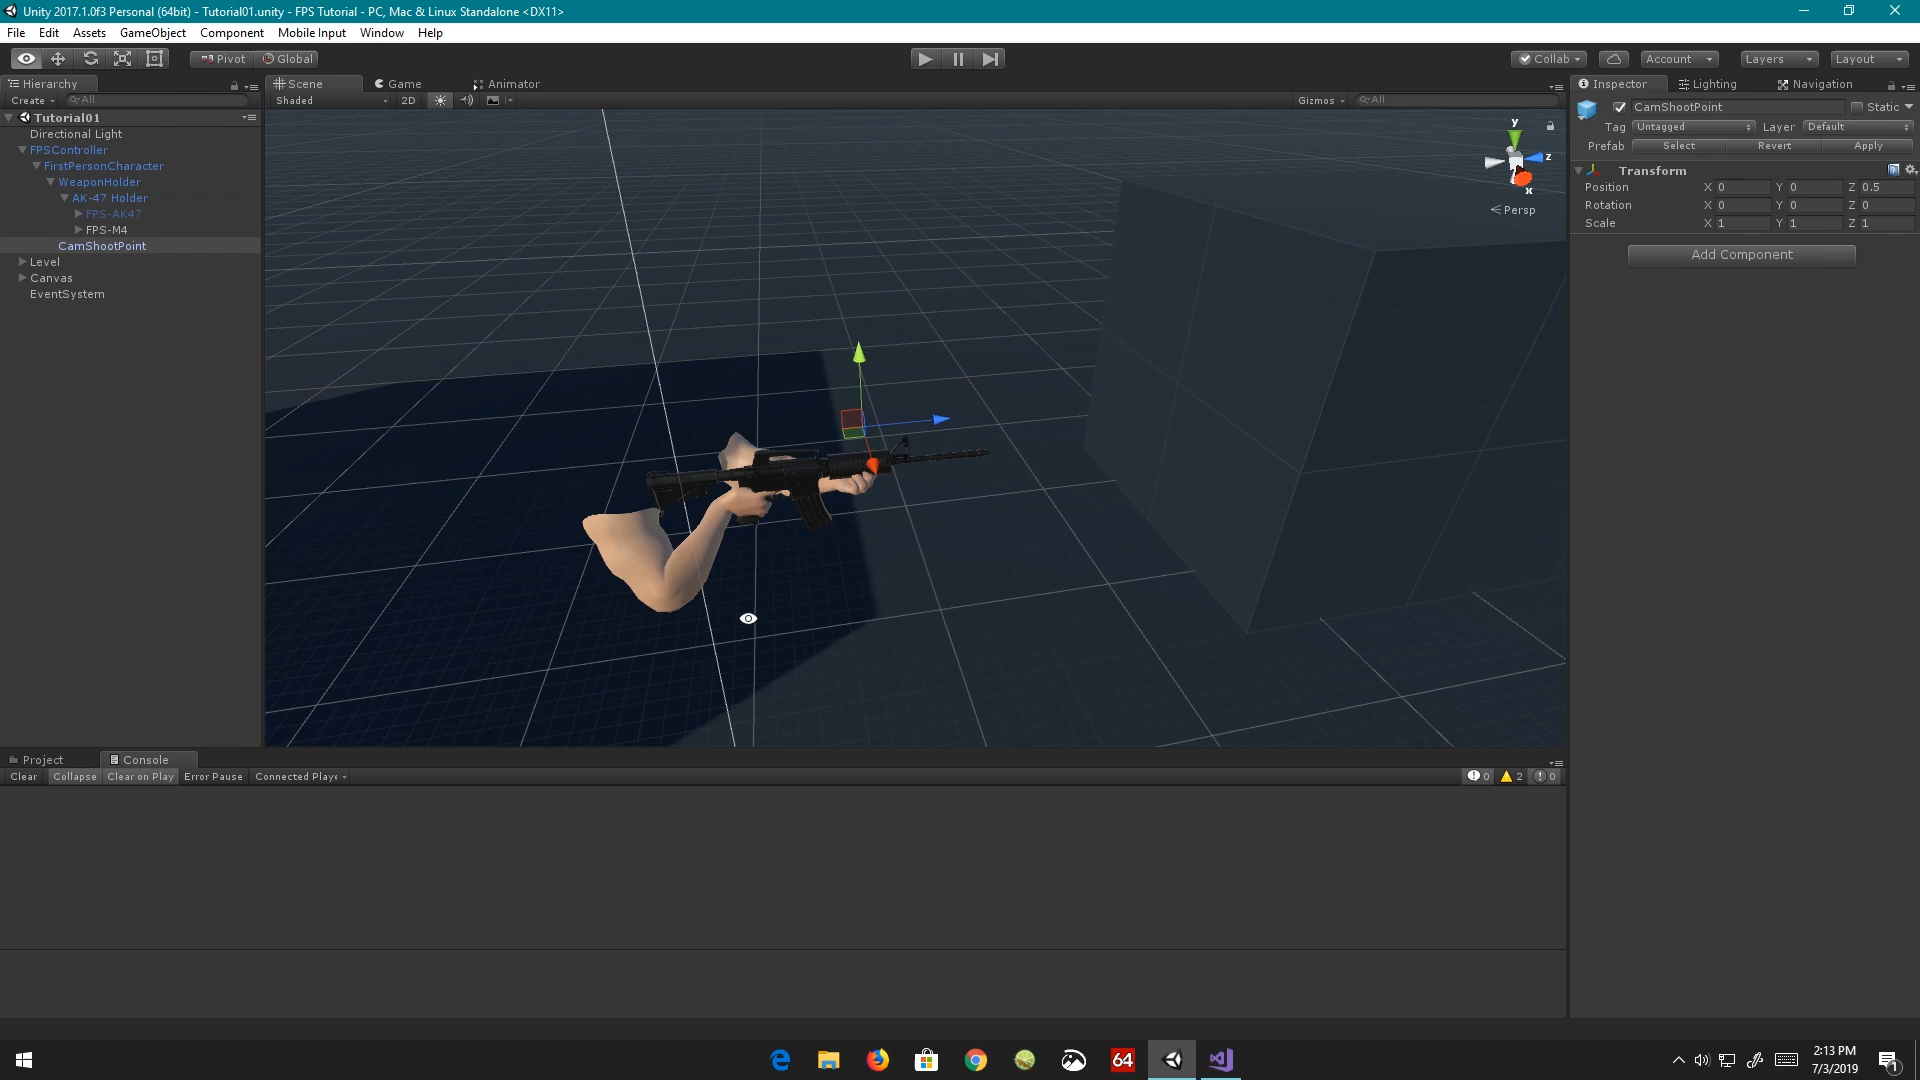 Unity 2017.1.0f3 Personal (64bit) - Tutorial01.unity - FPS Tutorial - PC, Mac & Linux Standalone <DX11>
File Edit Assets GameObject Component Mobile Input Window Help
Pivot Global Collab Account Layers Layout
Hierarchy
Create All
Tutorial01
Directional Light
FPSController
FirstPersonCharacter
WeaponHolder
AK-47 Holder
FPS-AK47
FPS-M4
CamShootPoint
Level
Canvas
EventSystem
Scene Game Animator
Shaded 2D Gizmos All
y
z
x
Persp
Inspector Lighting Navigation
CamShootPoint Static
Tag Untagged Layer Default
Prefab Select Revert Apply
Transform
Position X 0 Y 0 Z 0.5
Rotation X 0 Y 0 Z 0
Scale X 1 Y 1 Z 1
Add Component
Project Console
Clear Collapse Clear on Play Error Pause Connected Playe 0 2 0
64
2:13 PM
7/3/2019
1